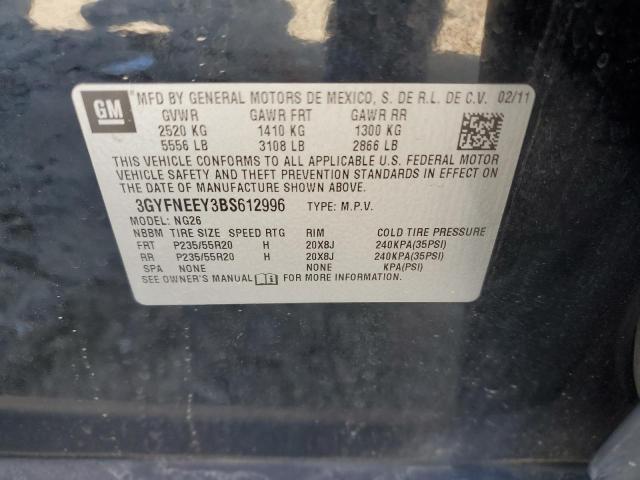 GM
MFD BY GENERAL MOTORS DE MEXICO, S. DE R.L. DE C.V. 02/11
GVWR GAWR FRT GAWR RR
2520 KG 1410 KG 1300 KG
5556 LB 3108 LB 2866 LB
THIS VEHICLE CONFORMS TO ALL APPLICABLE U.S. FEDERAL MOTOR
VEHICLE SAFETY AND THEFT PREVENTION STANDARDS IN EFFECT ON
THE DATE OF MANUFACTURE SHOWN ABOVE.
3GYFNEEY3BS612996 TYPE: M.P.V.
MODEL: NG26
NBBM TIRE SIZE SPEED RTG RIM COLD TIRE PRESSURE
FRT P235/55R20 H 20X8J 240KPA(35PSI)
RR P235/55R20 H 20X8J 240KPA(35PSI)
SPA NONE NONE KPA(PSI)
SEE OWNER'S MANUAL FOR MORE INFORMATION.